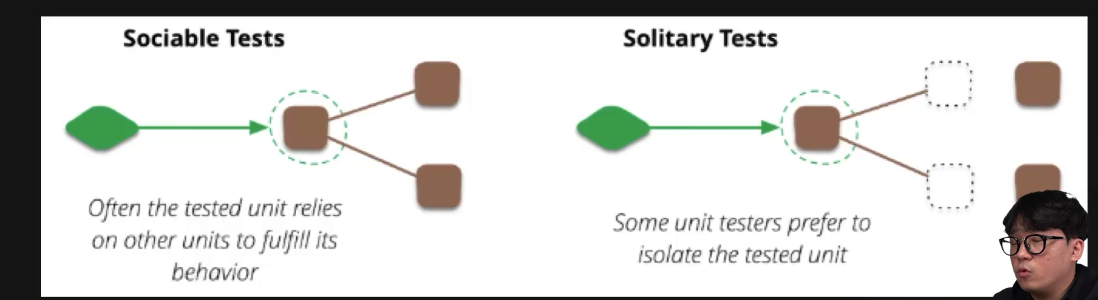 Sociable Tests
Often the tested unit relies
on other units to fulfill its
behavior
Solitary Tests
Some unit testers prefer to
isolate the tested unit